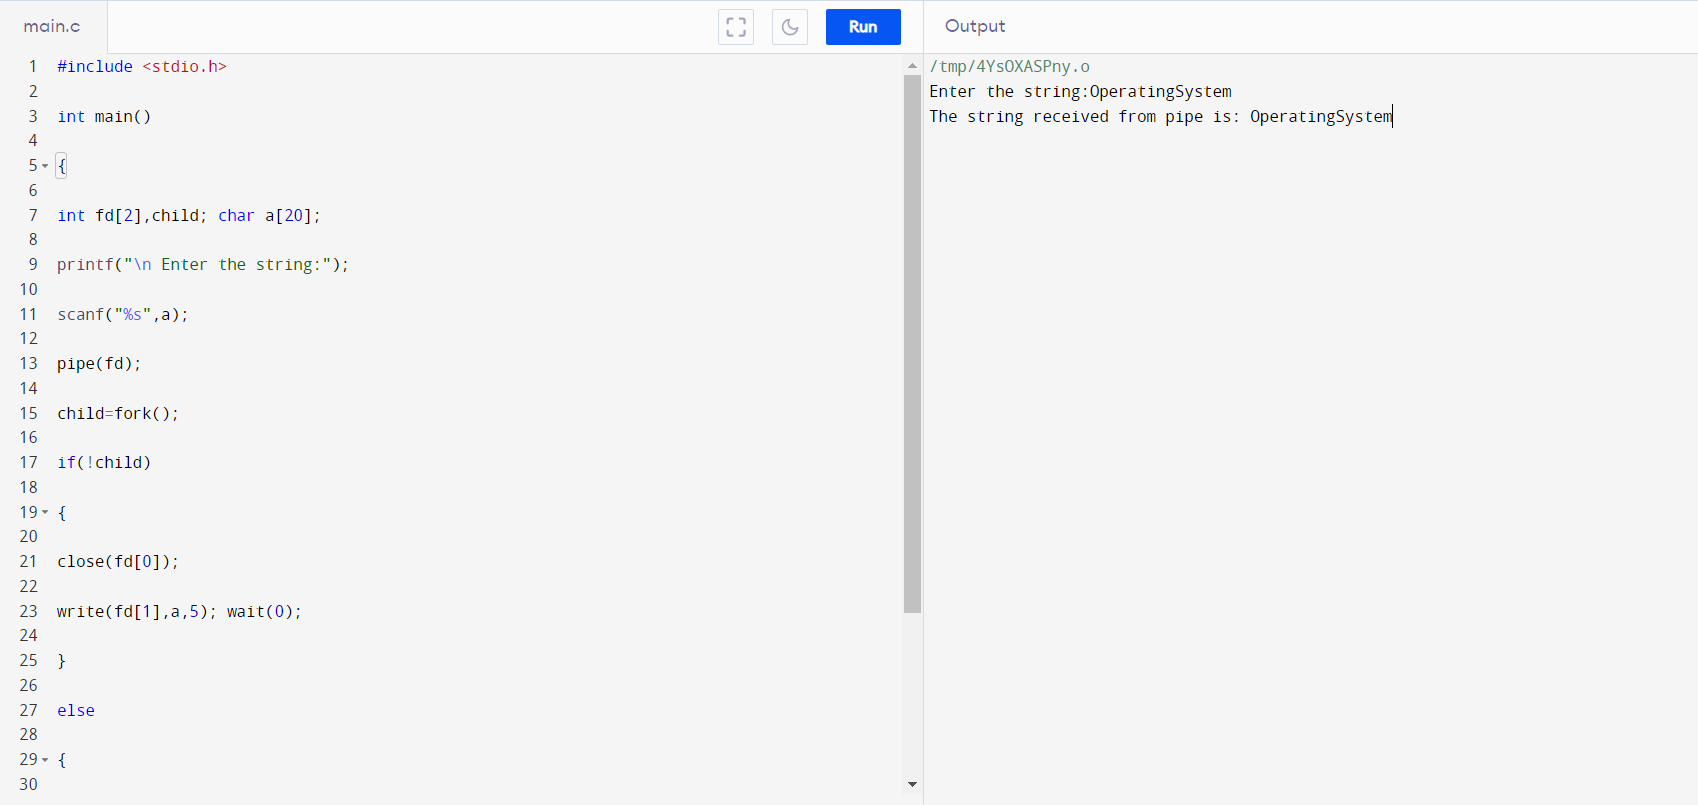 main.c
Run
Output
1 #include <stdio.h>
2
3 int main()
4
5 {
6
7 int fd[2],child; char a[20];
8
9 printf("\n Enter the string:");
10
11 scanf("%s",a);
12
13 pipe(fd);
14
15 child=fork();
16
17 if(!child)
18
19 {
20
21 close(fd[0]);
22
23 write(fd[1],a,5); wait(0);
24
25 }
26
27 else
28
29 {
30
/tmp/4YsOXASPny.o
Enter the string:OperatingSystem
The string received from pipe is: OperatingSystem